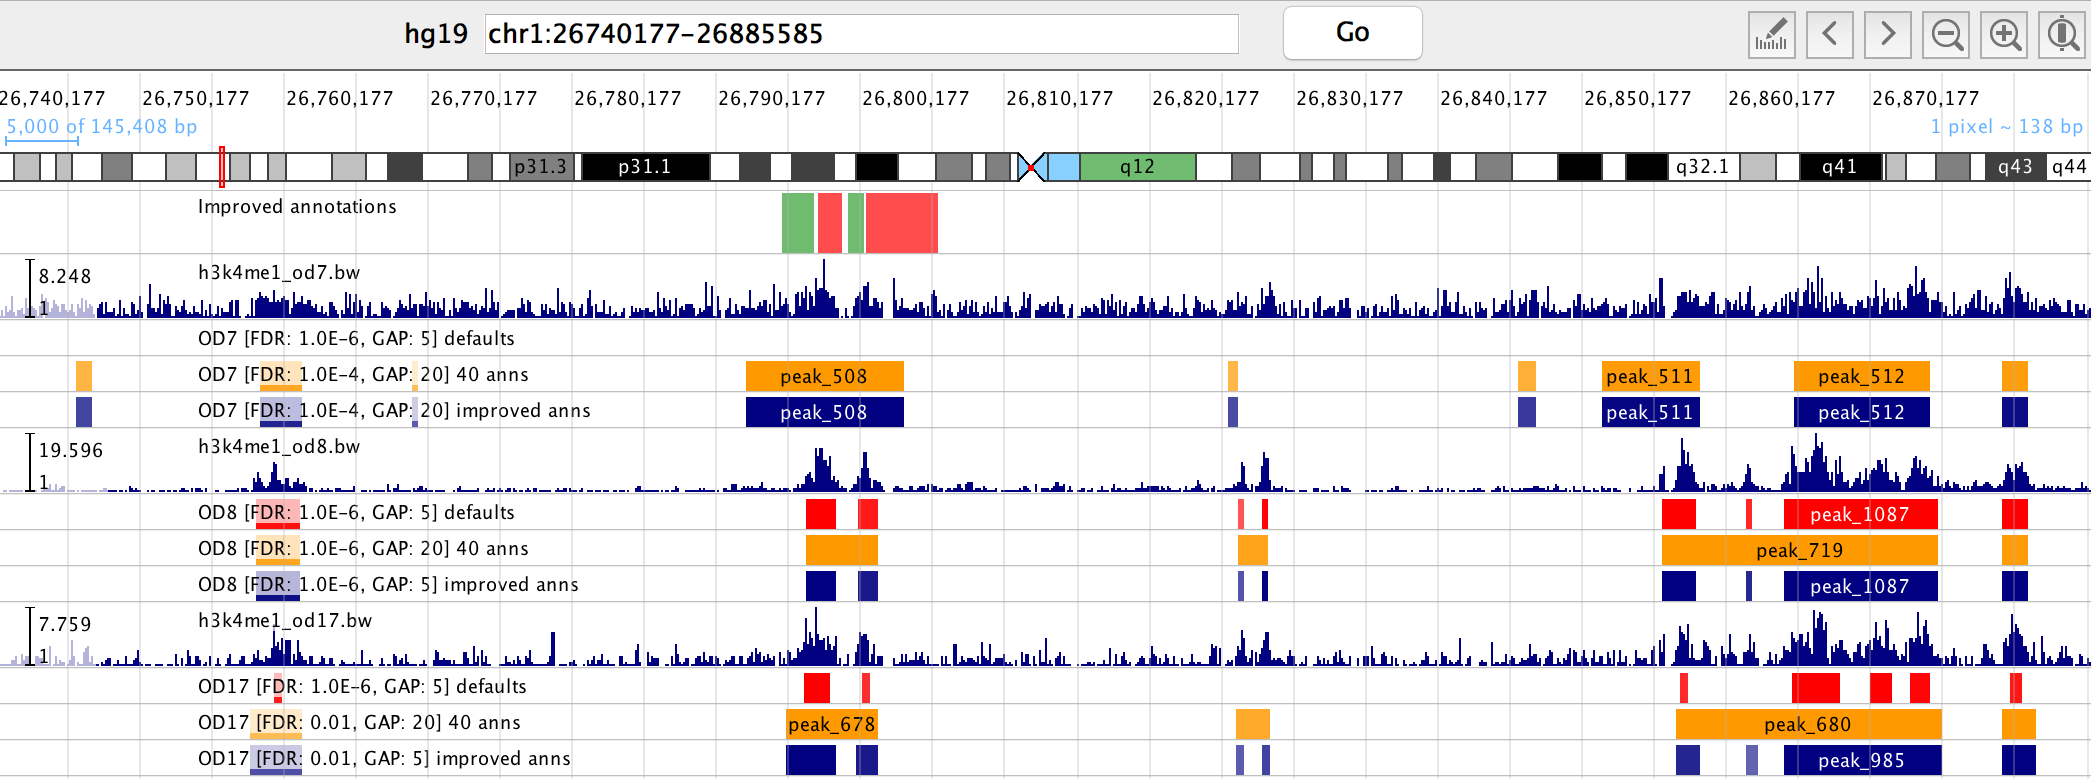 hg19 chr1:26740177-26885585 Go
26,740,177 26,750,177 26,760,177 26,770,177 26,780,177 26,790,177 26,800,177 26,810,177 26,820,177 26,830,177 26,840,177 26,850,177 26,860,177 26,870,177
5,000 of 145,408 bp 1 pixel ~ 138 bp
p31.3 p31.1 q12 q32.1 q41 q43 q44
Improved annotations
8.248 h3k4me1_od7.bw
1
OD7 [FDR: 1.0E-6, GAP: 5] defaults
OD7 [FDR: 1.0E-4, GAP: 20] 40 anns peak_508 peak_511 peak_512
OD7 [FDR: 1.0E-4, GAP: 20] improved anns peak_508 peak_511 peak_512
19.596 h3k4me1_od8.bw
1
OD8 [FDR: 1.0E-6, GAP: 5] defaults peak_1087
OD8 [FDR: 1.0E-6, GAP: 20] 40 anns peak_719
OD8 [FDR: 1.0E-6, GAP: 5] improved anns peak_1087
7.759 h3k4me1_od17.bw
1
OD17 [FDR: 1.0E-6, GAP: 5] defaults
OD17 [FDR: 0.01, GAP: 20] 40 anns peak_678 peak_680
OD17 [FDR: 0.01, GAP: 5] improved anns peak_985